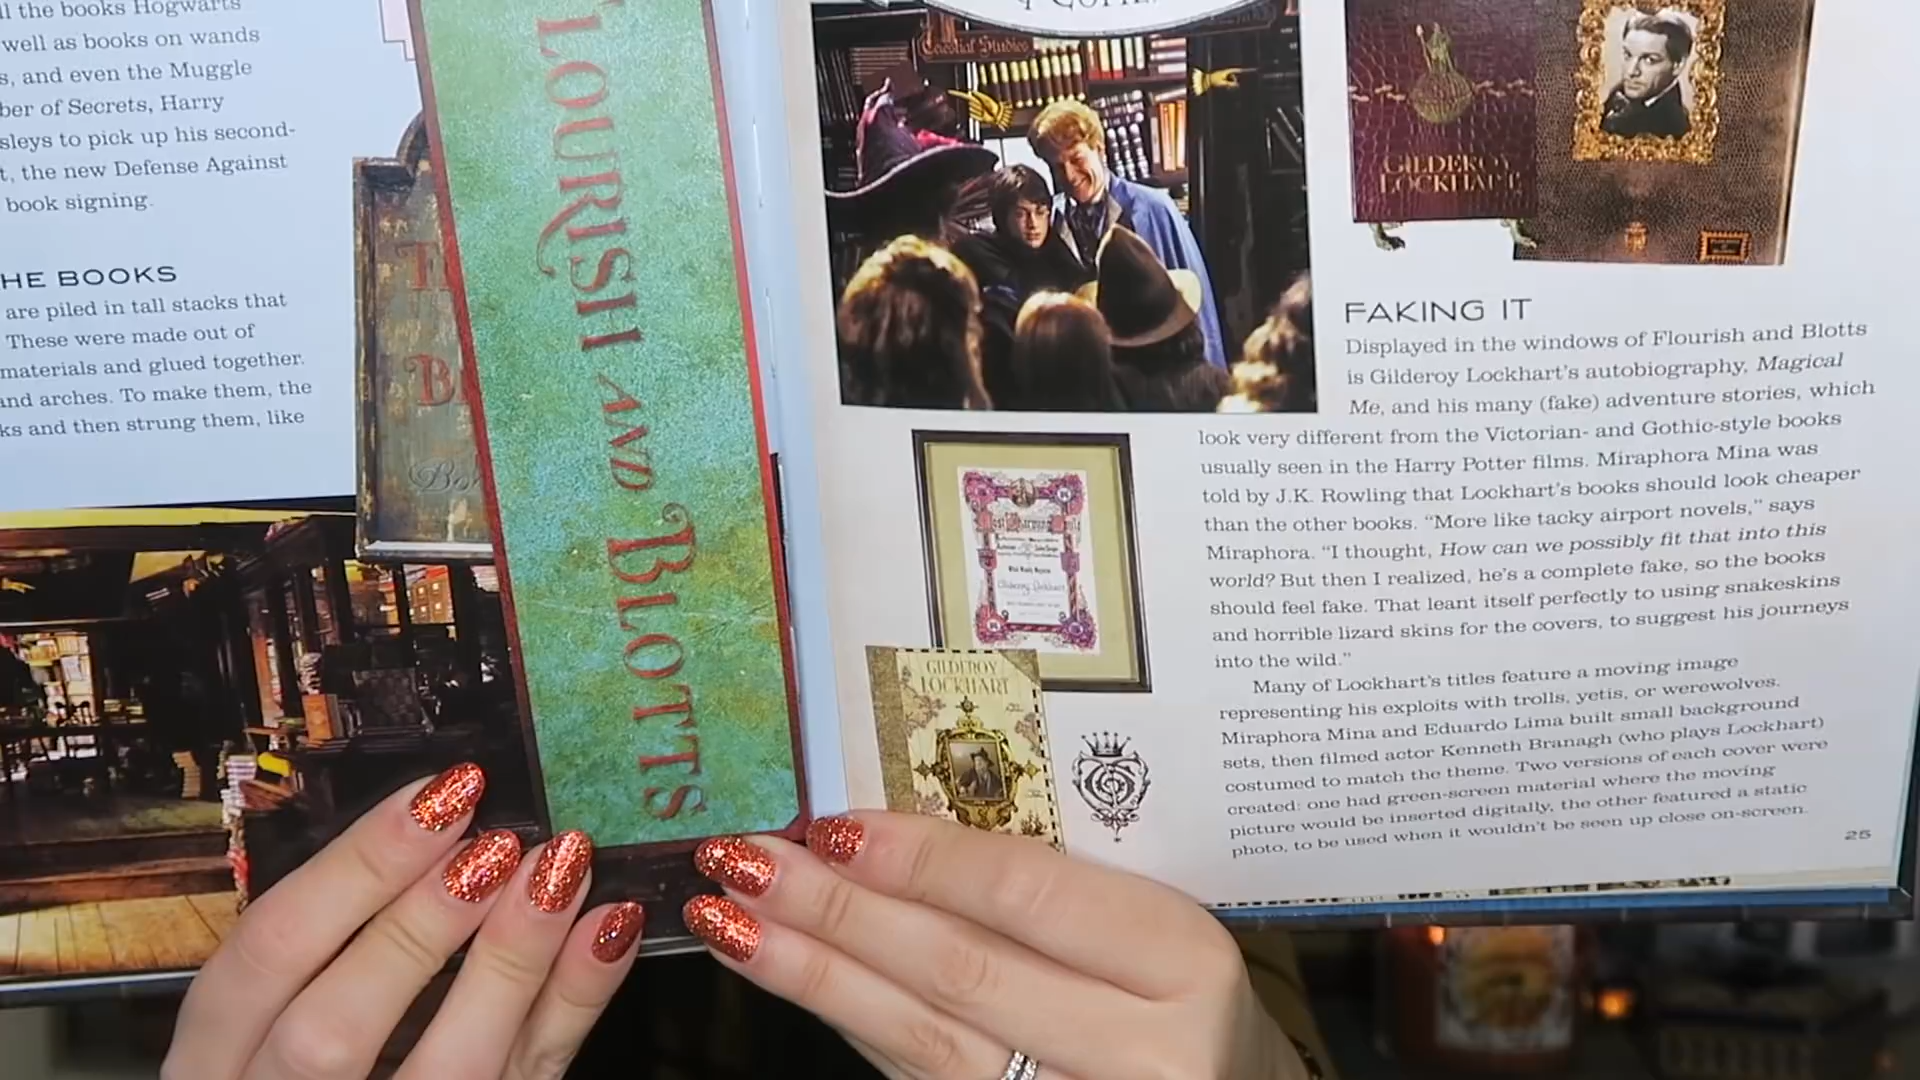 ll the books Hogwarts
well as books on wands
s, and even the Muggle
ber of Secrets, Harry
sleys to pick up his second-
t, the new Defense Against
book signing.
HE BOOKS
are piled in tall stacks that
These were made out of
materials and glued together.
and arches. To make them, the
ks and then strung them, like
LOURISH AND BLOTTS
Celestial Studies
GILDEROY
LOCKHART
FAKING IT
Displayed in the windows of Flourish and Blotts
is Gilderoy Lockhart's autobiography, Magical
Me, and his many (fake) adventure stories, which
look very different from the Victorian- and Gothic-style books
usually seen in the Harry Potter films. Miraphora Mina was
told by J.K. Rowling that Lockhart's books should look cheaper
than the other books. "More like tacky airport novels," says
Miraphora. "I thought, How can we possibly fit that into this
world? But then I realized, he's a complete fake, so the books
should feel fake. That leant itself perfectly to using snakeskins
and horrible lizard skins for the covers, to suggest his journeys
into the wild."
Many of Lockhart's titles feature a moving image
representing his exploits with trolls, yetis, or werewolves.
Miraphora Mina and Eduardo Lima built small background
sets, then filmed actor Kenneth Branagh (who plays Lockhart)
costumed to match the theme. Two versions of each cover were
created: one had green-screen material where the moving
picture would be inserted digitally, the other featured a static
photo, to be used when it wouldn't be seen up close on-screen.
25
Gilderoy Lockhart
GILDEROY
LOCKHART